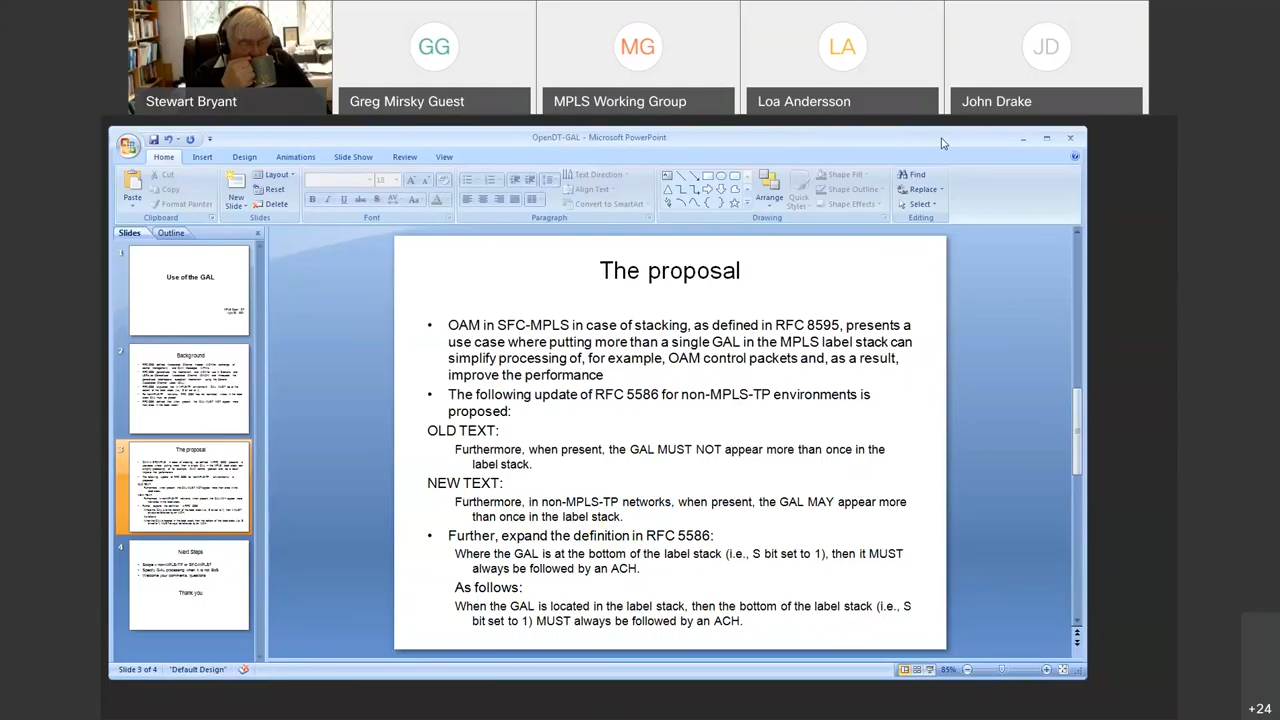 GG
MG
LA
JD
Stewart Bryant
Greg Mirsky Guest
MPLS Working Group
Loa Andersson
John Drake
OpenDT-GAL - Microsoft PowerPoint
Home
Insert
Design
Animations
Slide Show
Review
View
Paste
Cut
Copy
Format Painter
Clipboard
New
Slide
Layout
Reset
Delete
Slides
18
Font
Text Direction
Align Text
Convert to SmartArt
Paragraph
Arrange
Quick
Styles
Shape Fill
Shape Outline
Shape Effects
Drawing
Find
Replace
Select
Editing
Slides
Outline
1
Use of the GAL
2
Background
3
The proposal
4
Next Steps
Welcome your comments, questions
Thank you
The proposal
• OAM in SFC-MPLS in case of stacking, as defined in RFC 8595, presents a
use case where putting more than a single GAL in the MPLS label stack can
simplify processing of, for example, OAM control packets and, as a result,
improve the performance
• The following update of RFC 5586 for non-MPLS-TP environments is
proposed:
OLD TEXT:
Furthermore, when present, the GAL MUST NOT appear more than once in the
label stack.
NEW TEXT:
Furthermore, in non-MPLS-TP networks, when present, the GAL MAY appear more
than once in the label stack.
• Further, expand the definition in RFC 5586:
Where the GAL is at the bottom of the label stack (i.e., S bit set to 1), then it MUST
always be followed by an ACH.
As follows:
When the GAL is located in the label stack, then the bottom of the label stack (i.e., S
bit set to 1) MUST always be followed by an ACH.
Slide 3 of 4
"Default Design"
85%
+24